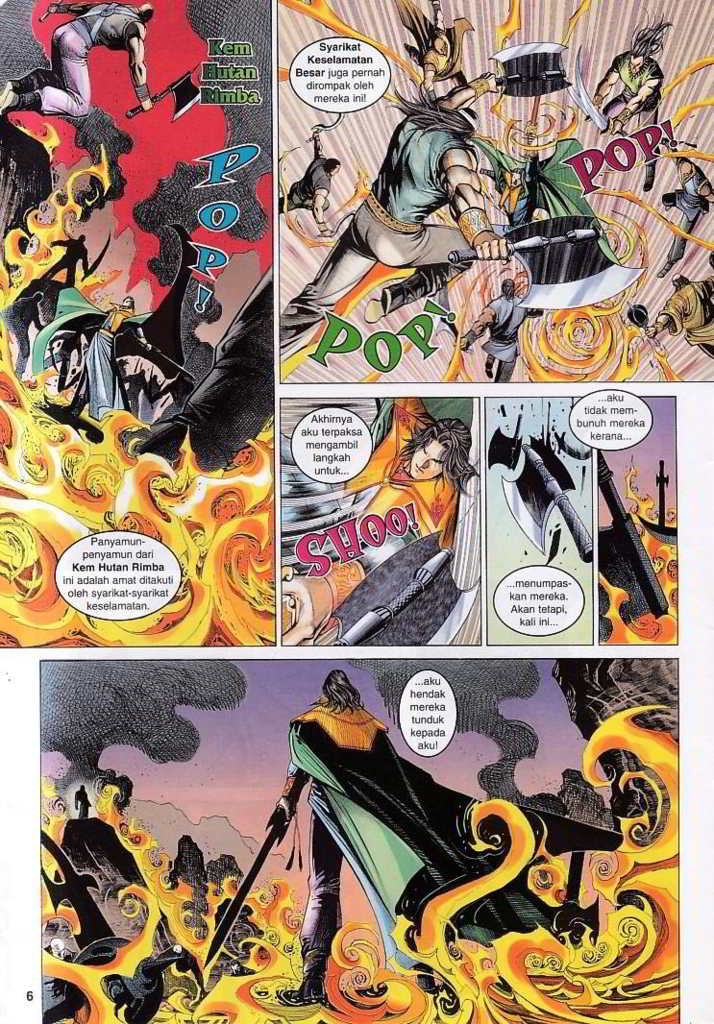 Kem
Hutan
Rimba
POP!
Panyamun-
penyamun dari
Kem Hutan Rimba
ini adalah amat ditakuti
oleh syarikat-syarikat
keselamatan.
Syarikat
Keselamatan
Besar juga pernah
dirompak oleh
mereka ini!
POP!
POP!
Akhirnya
aku terpaksa
mengambil
langkah
untuk...
SHOO!
...menumpas-
kan mereka.
Akan tetapi,
kali ini...
...aku
tidak mem-
bunuh mereka
kerana...
...aku
hendak
mereka
tunduk
kepada
aku!
6